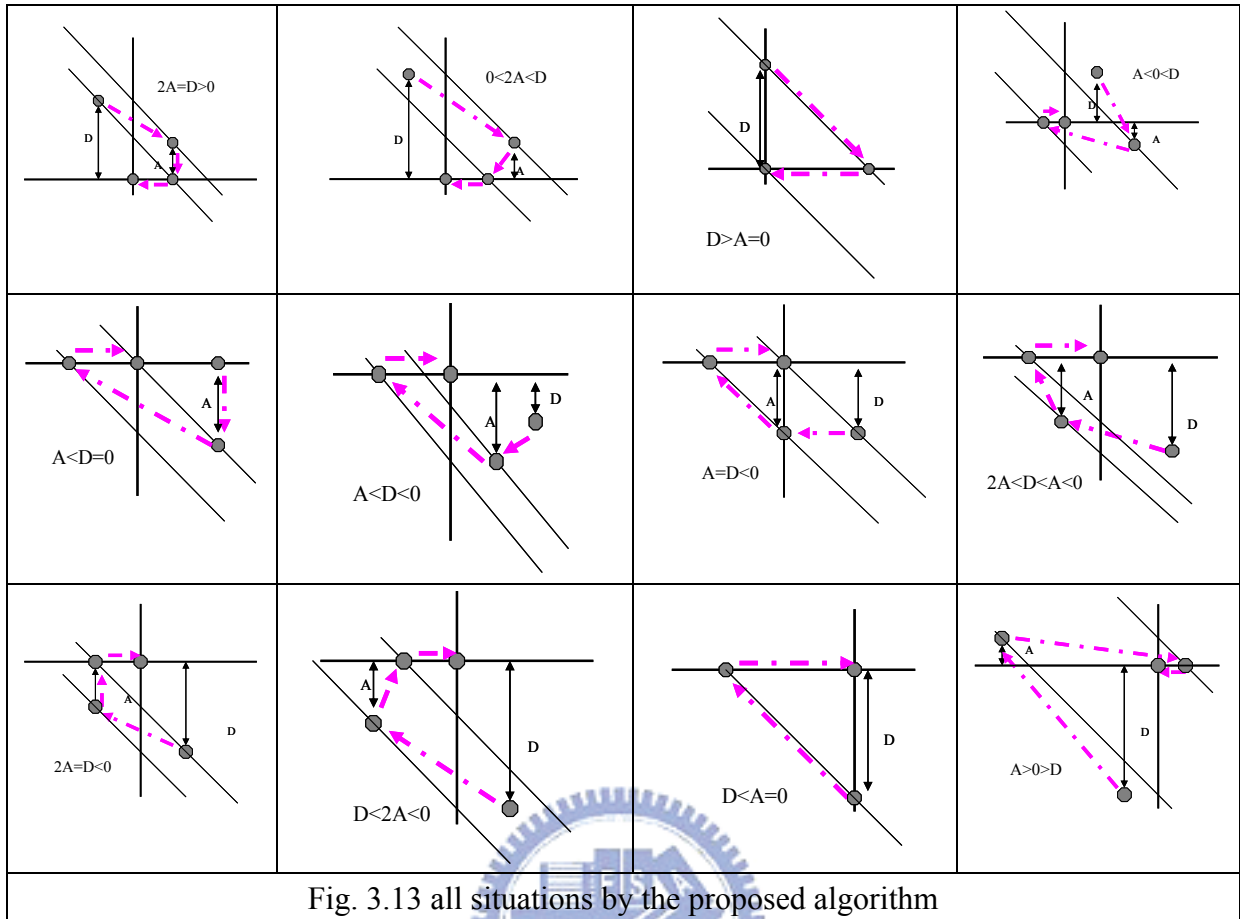 2A=D>0
D
A
0<2A<D
D
A
D
D>A=0
A<0<D
D
A
A
A<D=0
D
A
A<D<0
A
D
A=D<0
A
D
2A<D<A<0
A
D
2A=D<0
A
D
D<2A<0
D
D<A=0
A
D
A>0>D
E S A
Fig. 3.13 all situations by the proposed algorithm